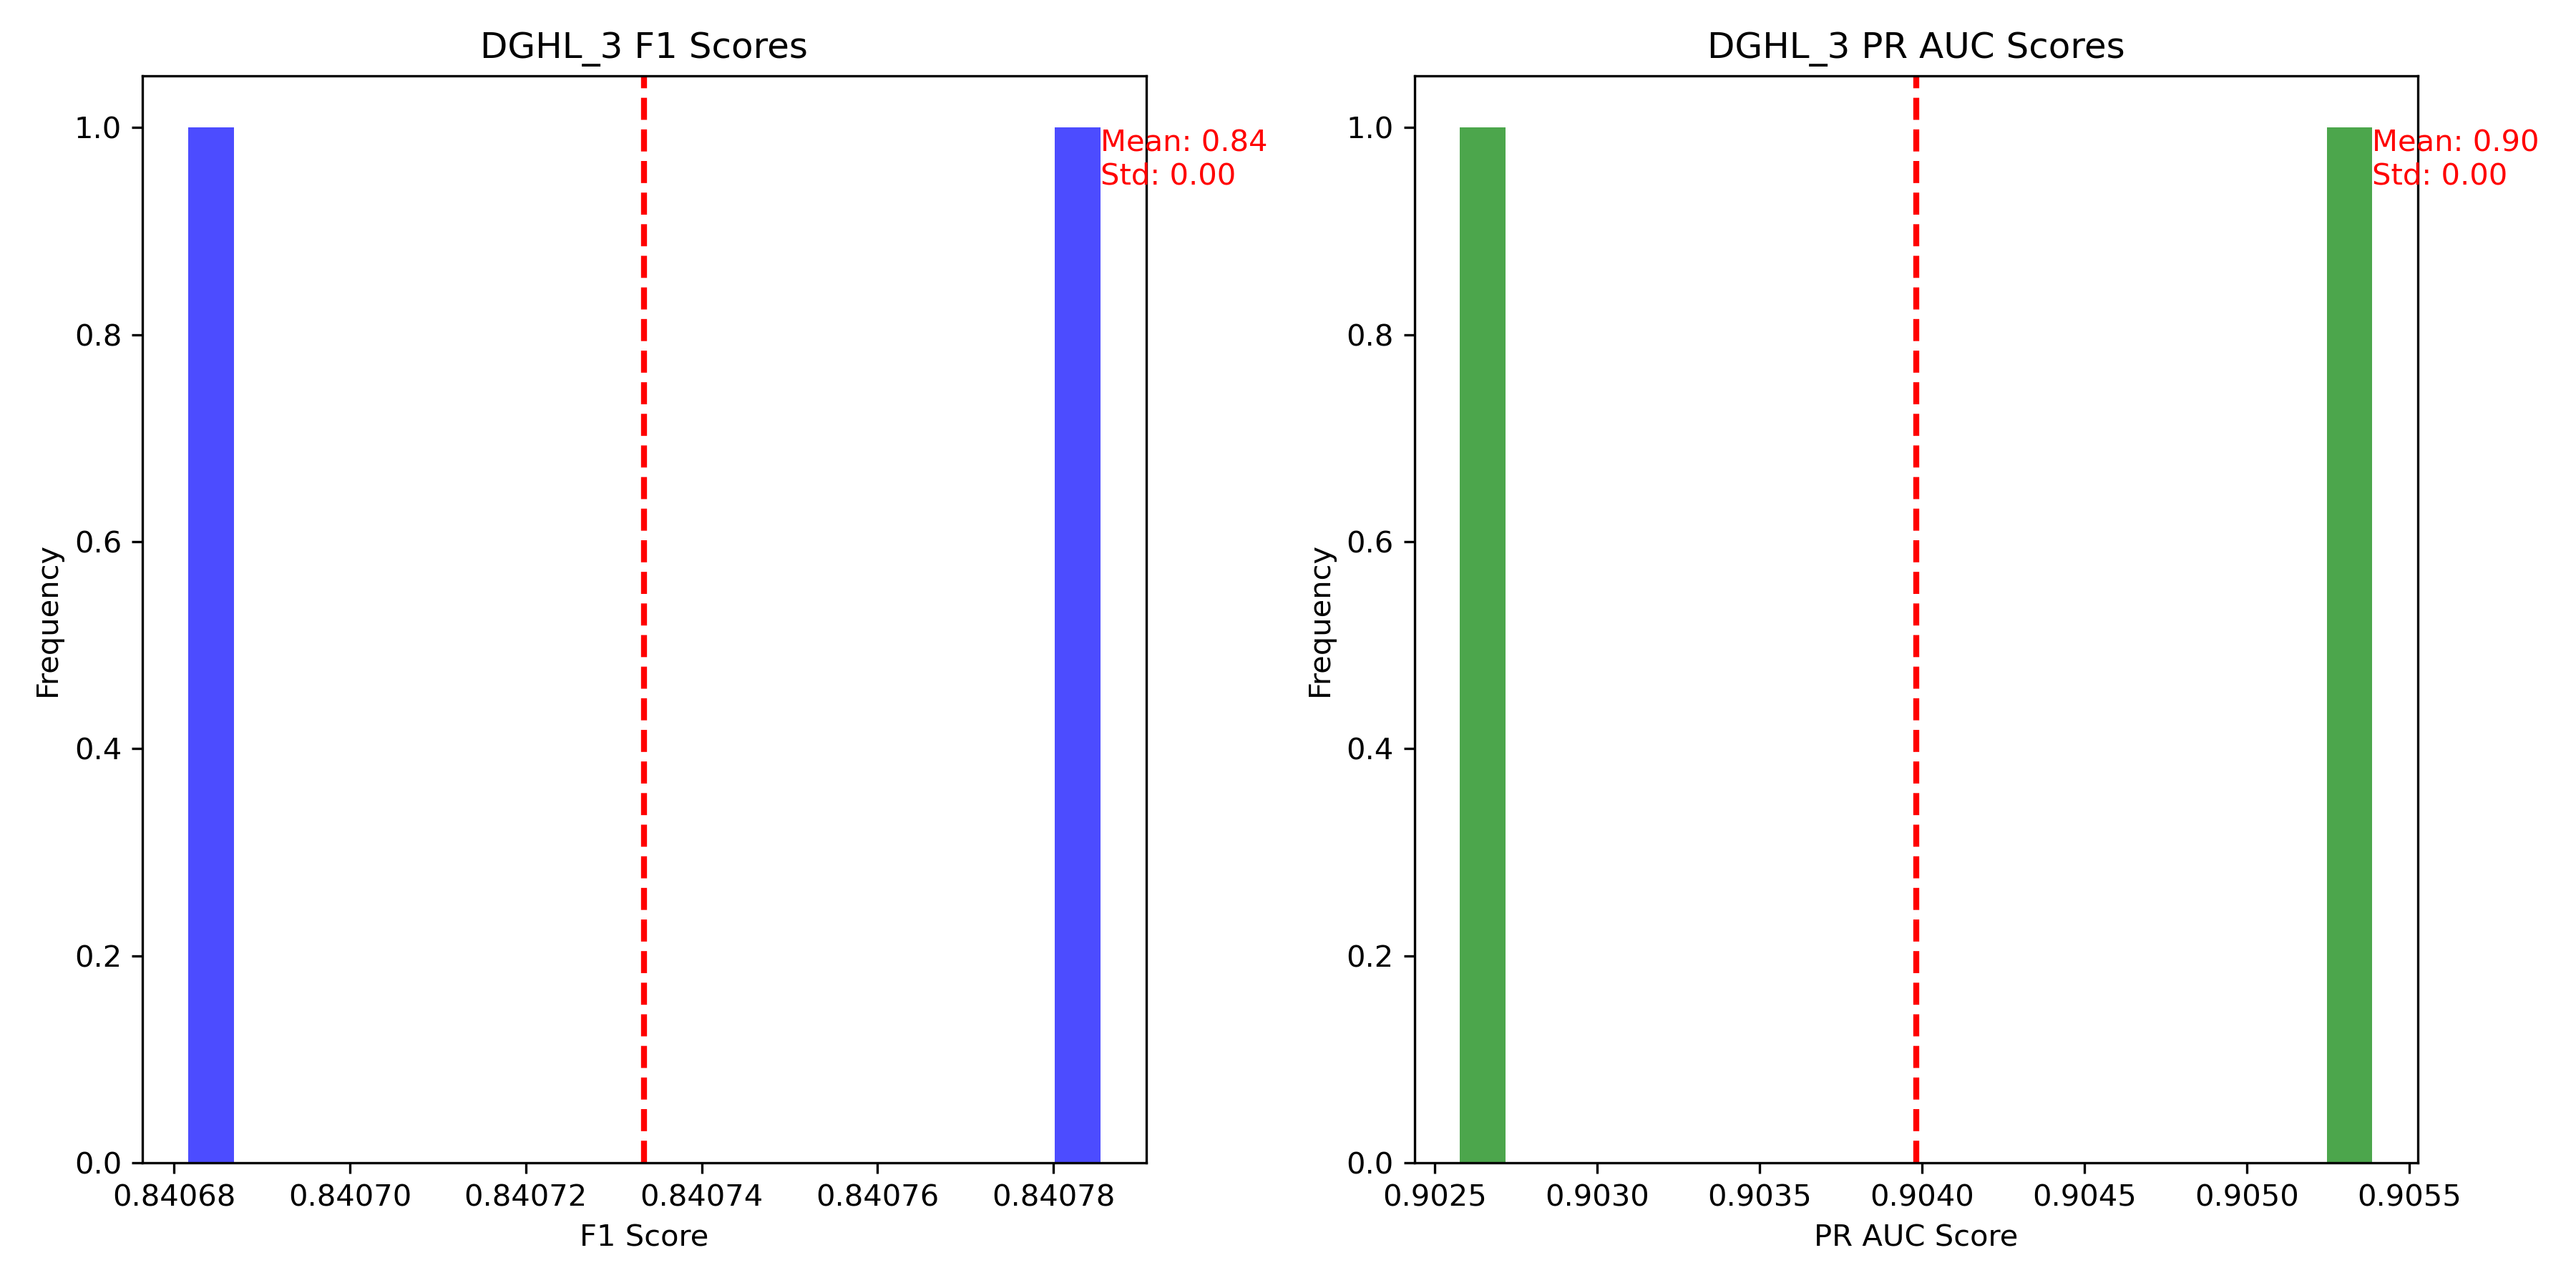 DGHL_3 F1 Scores
1.0
0.8
0.6
0.4
0.2
0.0
Frequency
Mean: 0.84
Std: 0.00
0.84068 0.84070 0.84072 0.84074 0.84076 0.84078
F1 Score
DGHL_3 PR AUC Scores
1.0
0.8
0.6
0.4
0.2
0.0
Frequency
Mean: 0.90
Std: 0.00
0.9025 0.9030 0.9035 0.9040 0.9045 0.9050 0.9055
PR AUC Score